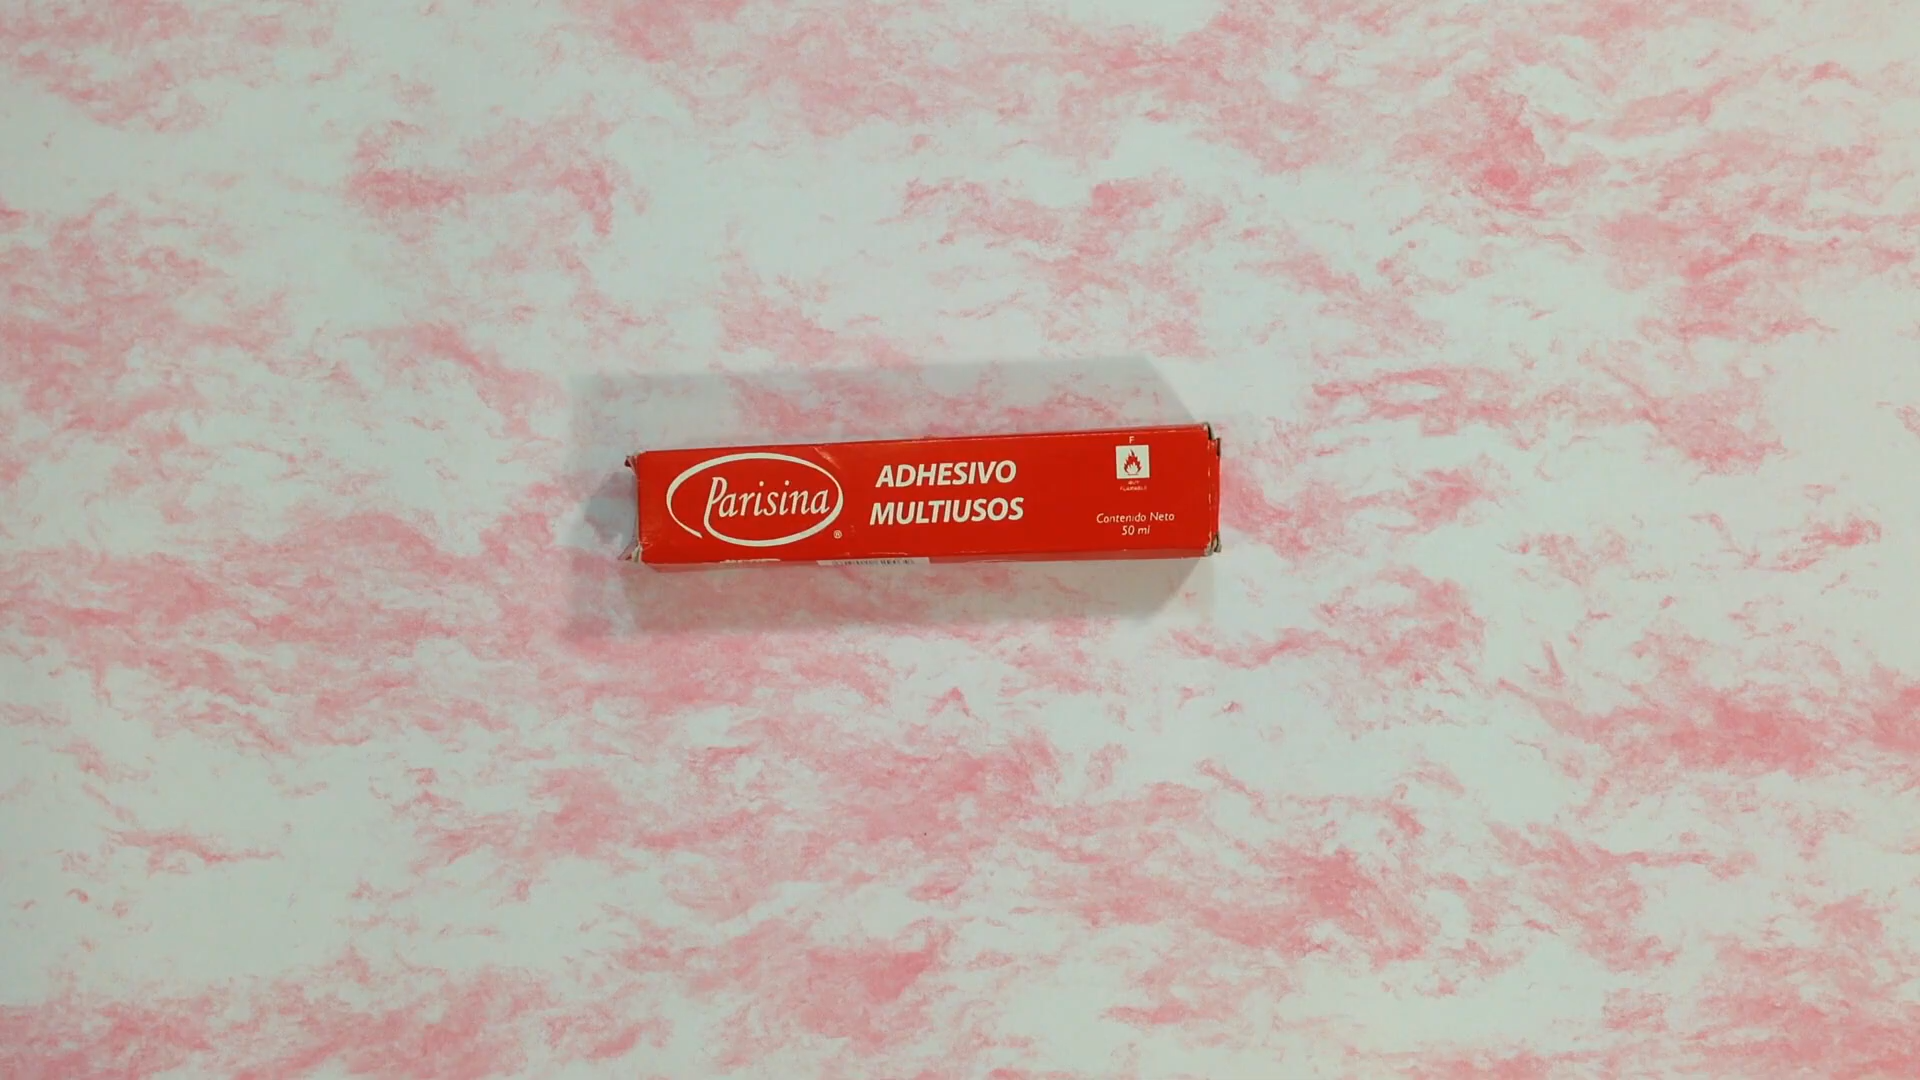 Parisina
®
ADHESIVO
MULTIUSOS
F
Contenido Neto
50 ml